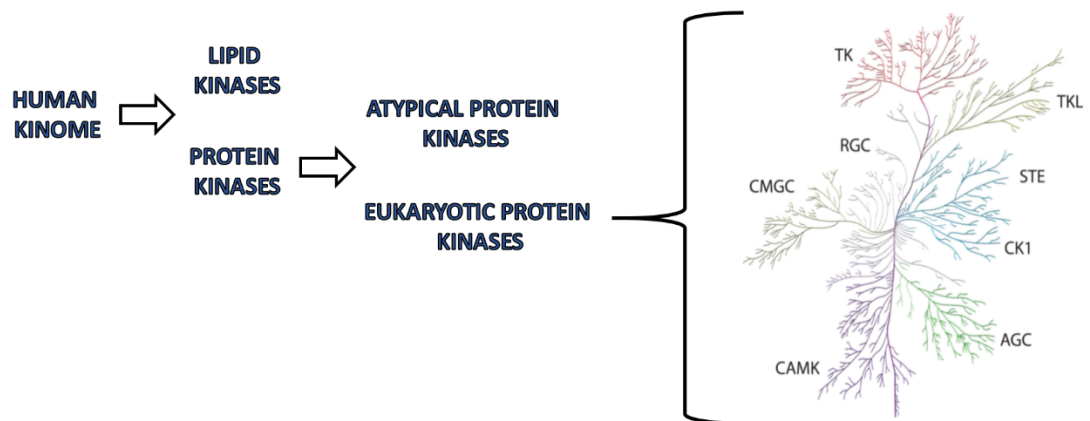 HUMAN
KINOME
LIPID
KINASES
PROTEIN
KINASES
ATYPICAL PROTEIN
KINASES
EUKARYOTIC PROTEIN
KINASES
TK
TKL
RGC
STE
CMGC
CK1
AGC
CAMK